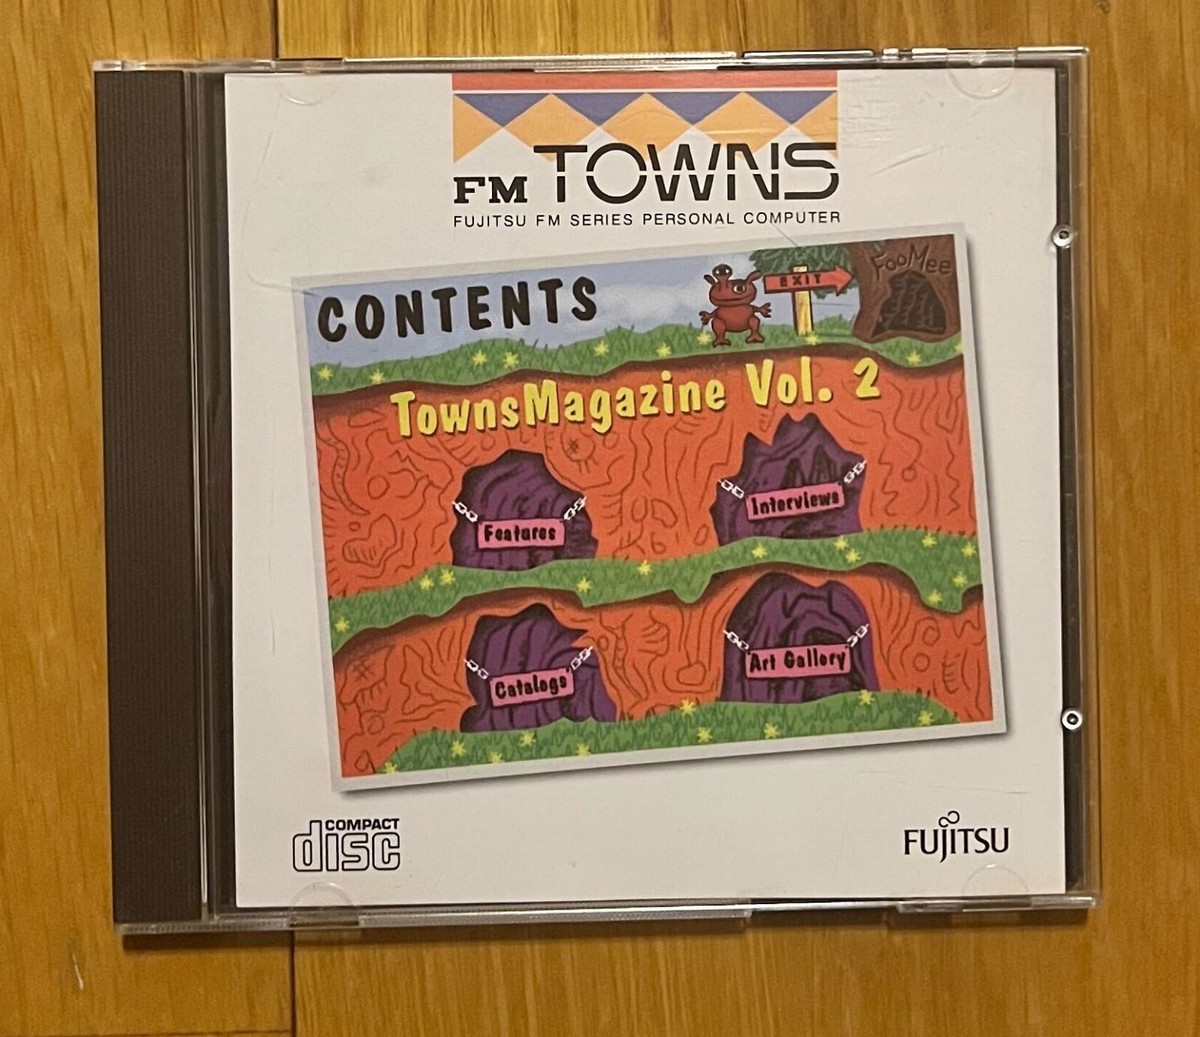 FM TOWNS
FUJITSU FM SERIES PERSONAL COMPUTER
CONTENTS
EXIT
FooMee
TownsMagazine Vol. 2
Features
Interviews
Catalogs
Art Gallery
COMPACT
disc
FUJITSU